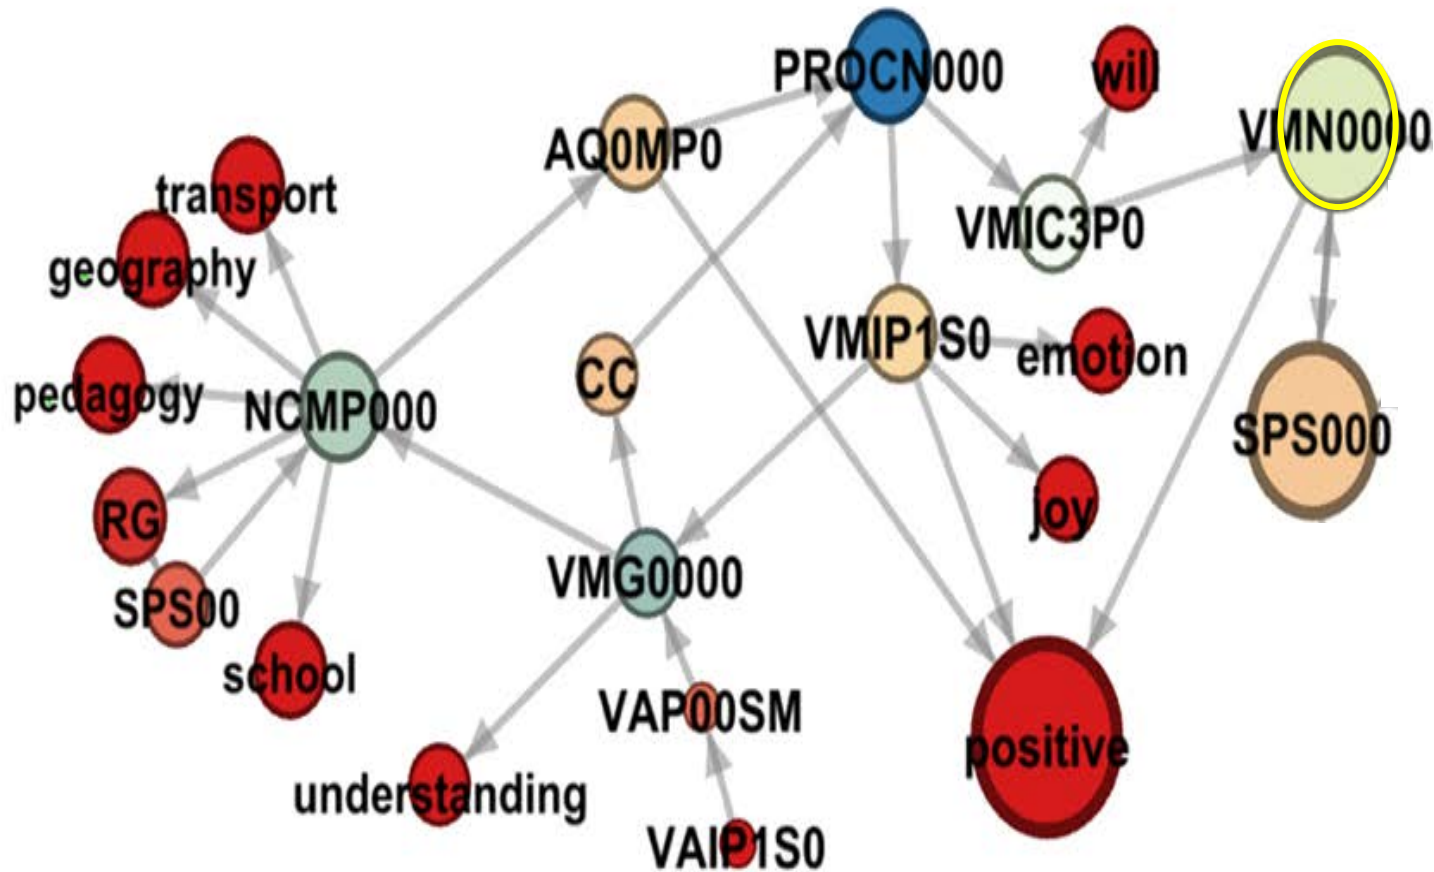 PROCN000
will
VMN0000
AQ0MP0
transport
VMIC3P0
geography
VMIP1S0
emotion
pedagogy
NCMP000
CC
SPS000
RG
joy
VMG0000
SPS00
school
VAP00SM
positive
understanding
VAIP1S0